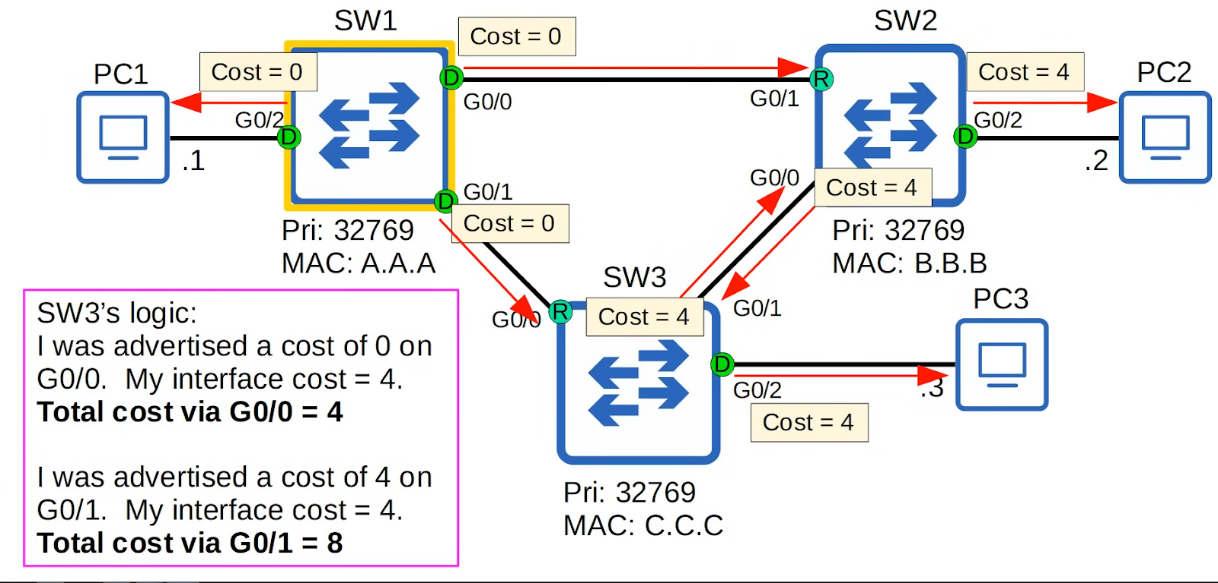 SW1
SW2
Cost = 0
Cost = 0
Cost = 4
PC1
PC2
D
R
G0/0
G0/1
G0/2
G0/2
D
D
.1
.2
G0/0
Cost = 4
D
G0/1
Cost = 0
Pri: 32769
MAC: A.A.A
Pri: 32769
MAC: B.B.B
SW3
PC3
G0/0
R
Cost = 4
G0/1
D
G0/2
.3
Cost = 4
Pri: 32769
MAC: C.C.C
SW3’s logic:
I was advertised a cost of 0 on
G0/0.  My interface cost = 4.
Total cost via G0/0 = 4
I was advertised a cost of 4 on
G0/1.  My interface cost = 4.
Total cost via G0/1 = 8